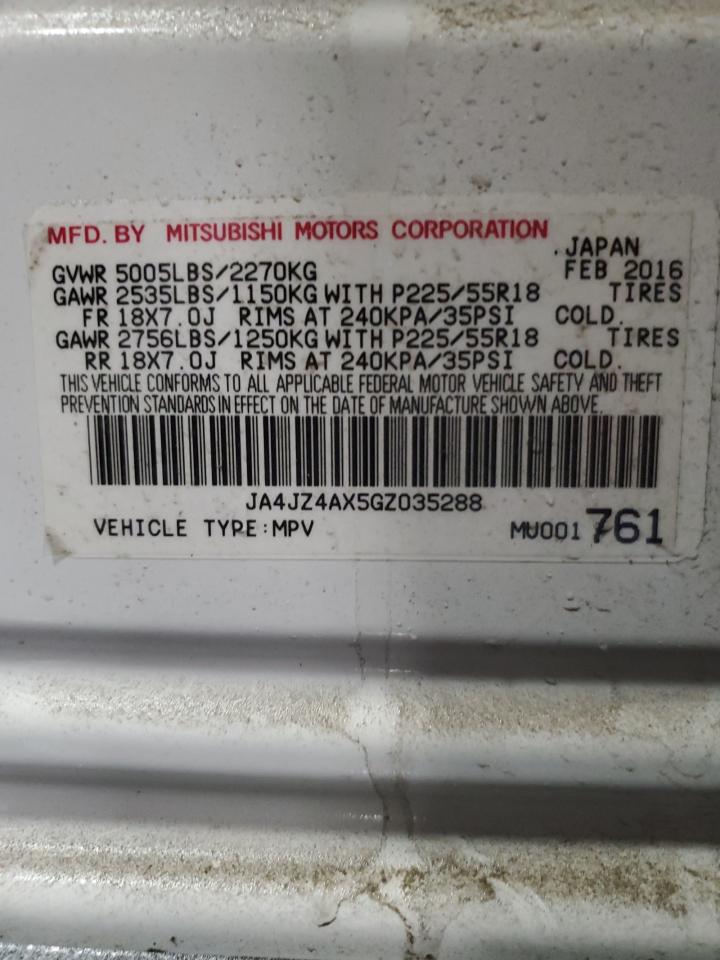 MFD. BY MITSUBISHI MOTORS CORPORATION
.JAPAN
GVWR 5005LBS/2270KG FEB 2016
GAWR 2535LBS/1150KG WITH P225/55R18 TIRES
FR 18X7.0J RIMS AT 240KPA/35PSI COLD.
GAWR 2756LBS/1250KG WITH P225/55R18 TIRES
RR 18X7.0J RIMS AT 240KPA/35PSI COLD.
THIS VEHICLE CONFORMS TO ALL APPLICABLE FEDERAL MOTOR VEHICLE SAFETY AND THEFT
PREVENTION STANDARDS IN EFFECT ON THE DATE OF MANUFACTURE SHOWN ABOVE.
JA4JZ4AX5GZ035288
VEHICLE TYPE:MPV MU001 761